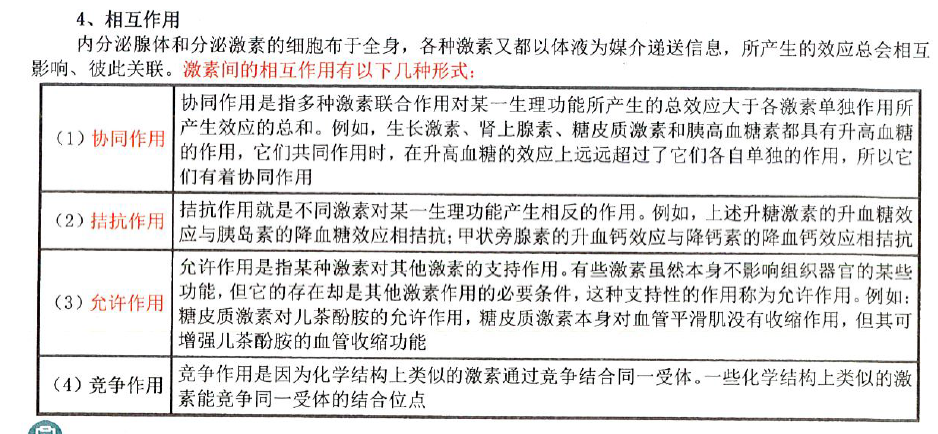 4、相互作用
内分泌腺体和分泌激素的细胞布于全身，各种激素又都以体液为媒介递送信息，所产生的效应总会相互
影响、彼此关联。激素间的相互作用有以下几种形式：
（1）协同作用
协同作用是指多种激素联合作用对某一生理功能所产生的总效应大于各激素单独作用所
产生效应的总和。例如，生长激素、肾上腺素、糖皮质激素和胰高血糖素都具有升高血糖
的作用，它们共同作用时，在升高血糖的效应上远远超过了它们各自单独的作用，所以它
们有着协同作用
（2）拮抗作用
拮抗作用就是不同激素对某一生理功能产生相反的作用。例如，上述升糖激素的升血糖效
应与胰岛素的降血糖效应相拮抗；甲状旁腺素的升血钙效应与降钙素的降血钙效应相拮抗
（3）允许作用
允许作用是指某种激素对其他激素的支持作用。有些激素虽然本身不影响组织器官的某些
功能，但它的存在却是其他激素作用的必要条件，这种支持性的作用称为允许作用。例如：
糖皮质激素对儿茶酚胺的允许作用，糖皮质激素本身对血管平滑肌没有收缩作用，但其可
增强儿茶酚胺的血管收缩功能
（4）竞争作用
竞争作用是因为化学结构上类似的激素通过竞争结合同一受体。一些化学结构上类似的激
素能竞争同一受体的结合位点